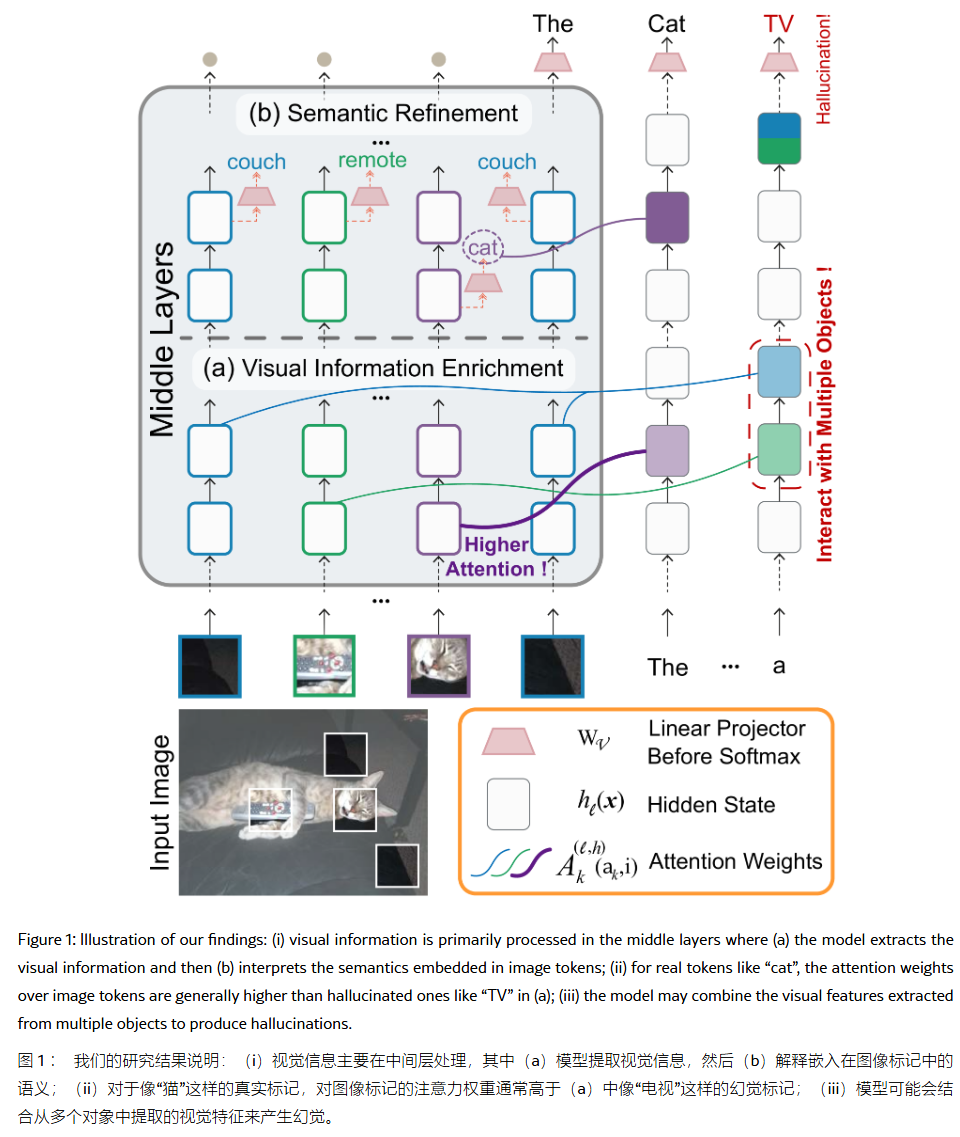 The Cat TV
Hallucination!
(b) Semantic Refinement
...
couch remote couch
cat
Middle Layers
(a) Visual Information Enrichment
...
Higher
Attention !
Interact with Multiple Objects !
...
The ... a
Input Image
W𝒱 Linear Projector
Before Softmax
hℓ(x) Hidden State
Aₖ^(ℓ,h) (aₖ,i) Attention Weights
Figure 1: Illustration of our findings: (i) visual information is primarily processed in the middle layers where (a) the model extracts the
visual information and then (b) interprets the semantics embedded in image tokens; (ii) for real tokens like “cat”, the attention weights
over image tokens are generally higher than hallucinated ones like “TV” in (a); (iii) the model may combine the visual features extracted
from multiple objects to produce hallucinations.
图 1： 我们的研究结果说明：（i）视觉信息主要在中间层处理，其中（a）模型提取视觉信息，然后（b）解释嵌入在图像标记中的
语义；（ii）对于像“猫”这样的真实标记，对图像标记的注意力权重通常高于（a）中像“电视”这样的幻觉标记；（iii）模型可能会结
合从多个对象中提取的视觉特征来产生幻觉。